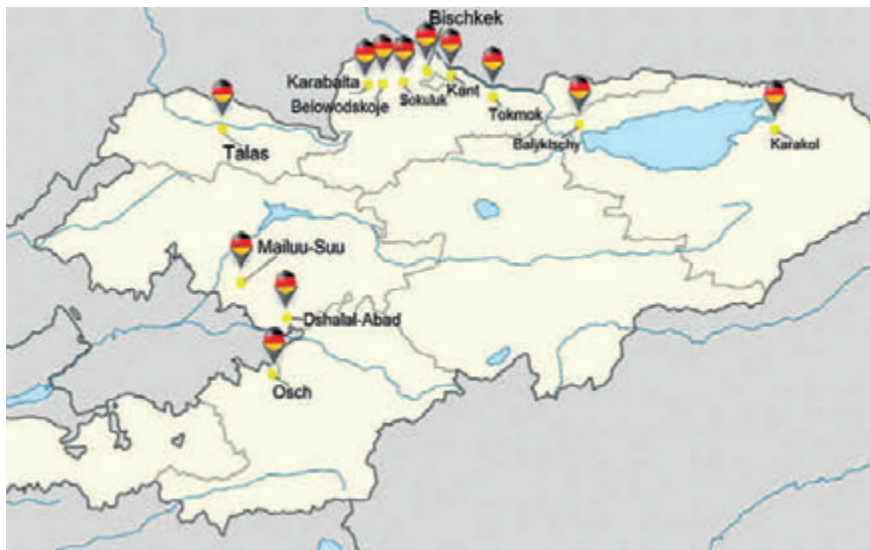 Bischkek
Karabalta
Belowodskoje
Sokuluk
Kant
Tokmok
Balyktschy
Karakol
Talas
Mailuu-Suu
Dshalal-Abad
Osch